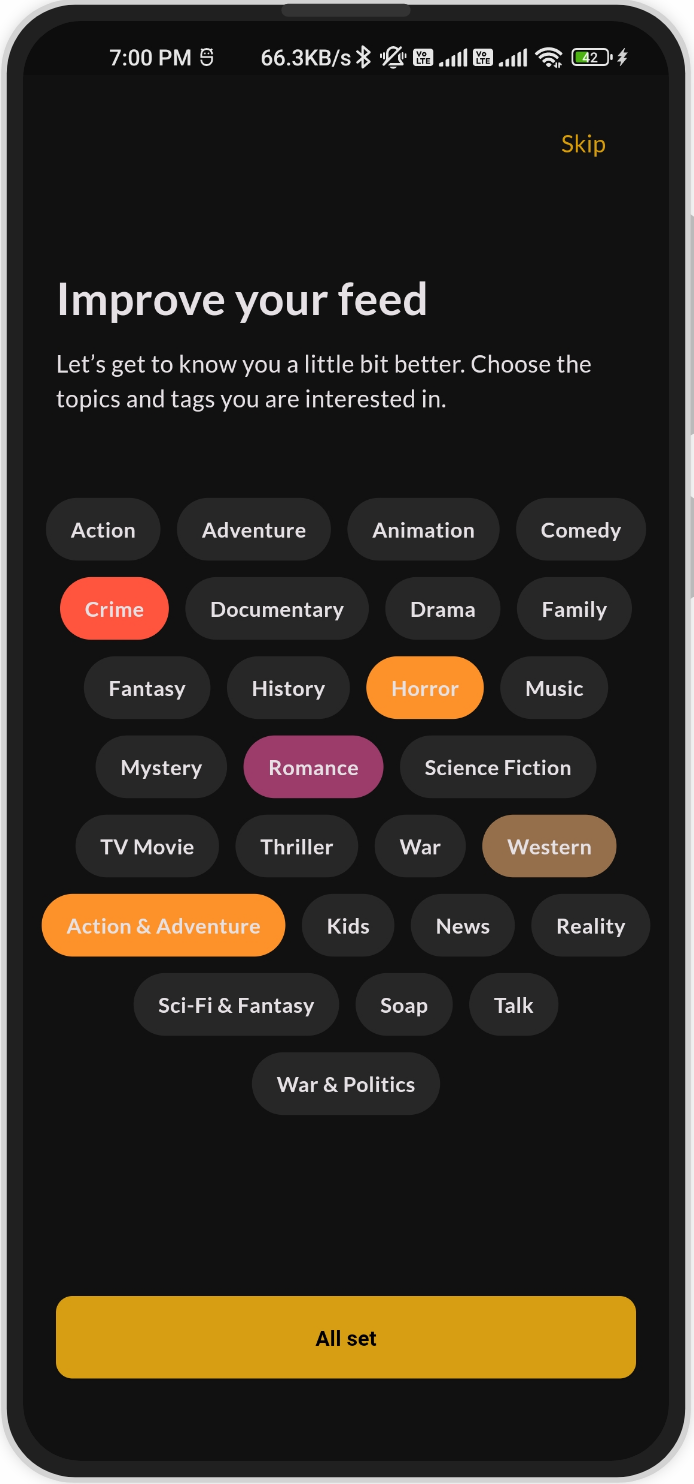 7:00 PM 66.3KB/s Vo LTE Vo LTE 42
Skip
Improve your feed
Let’s get to know you a little bit better. Choose the
topics and tags you are interested in.
Action Adventure Animation Comedy
Crime Documentary Drama Family
Fantasy History Horror Music
Mystery Romance Science Fiction
TV Movie Thriller War Western
Action & Adventure Kids News Reality
Sci-Fi & Fantasy Soap Talk
War & Politics
All set